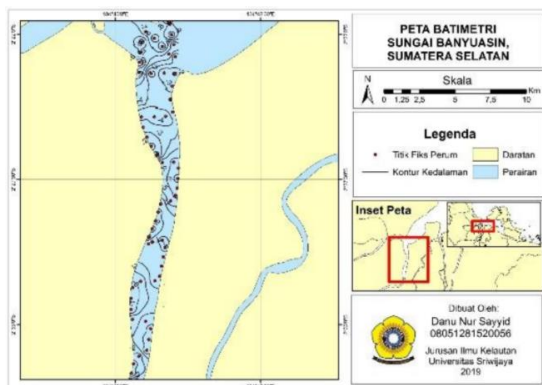 PETA BATIMETRI
SUNGAI BANYUASIN,
SUMATERA SELATAN
N
Skala
Km
0 1,25 2,5 5 7,5 10
Legenda
Titik Fiks Perum
Daratan
Kontur Kedalaman
Perairan
Inset Peta
Dibuat Oleh:
Danu Nur Sayyid
08051281520056
Jurusan Ilmu Kelautan
Universitas Sriwijaya
2019